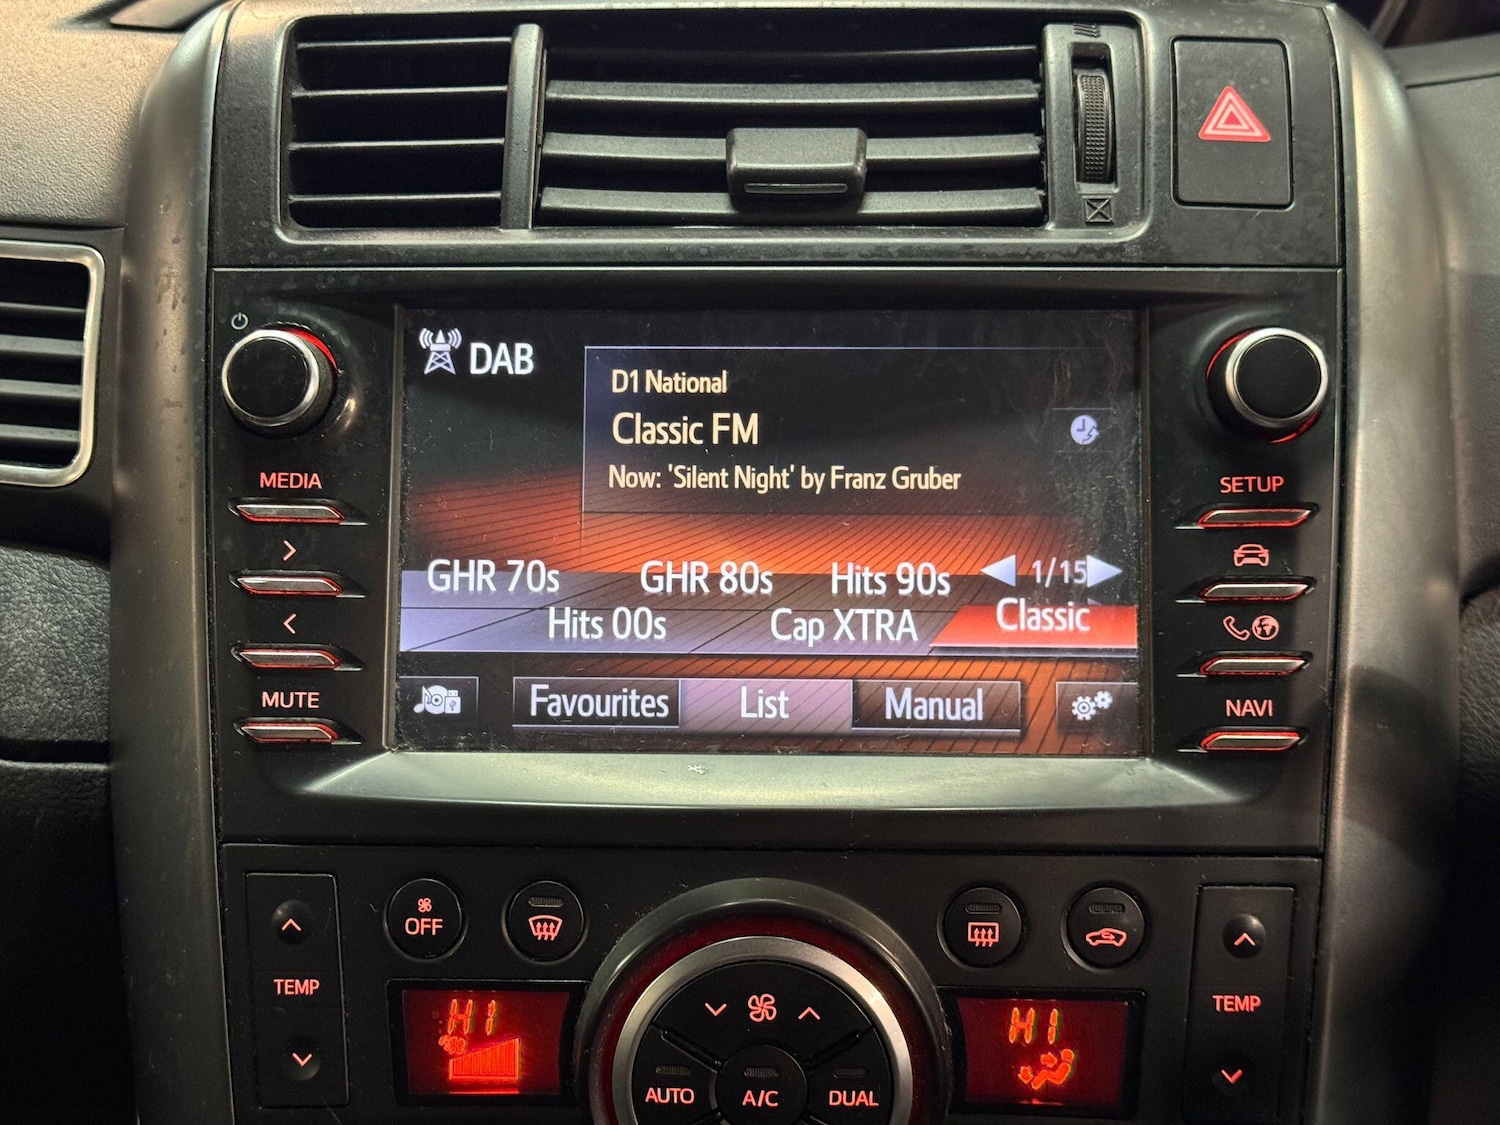 DAB
D1 National
Classic FM
Now: 'Silent Night' by Franz Gruber
GHR 70s
GHR 80s
Hits 90s
1/15
Hits 00s
Cap XTRA
Classic
Favourites
List
Manual
MEDIA
>
<
MUTE
SETUP
NAVI
OFF
TEMP
HI
AUTO
A/C
DUAL
HI
TEMP